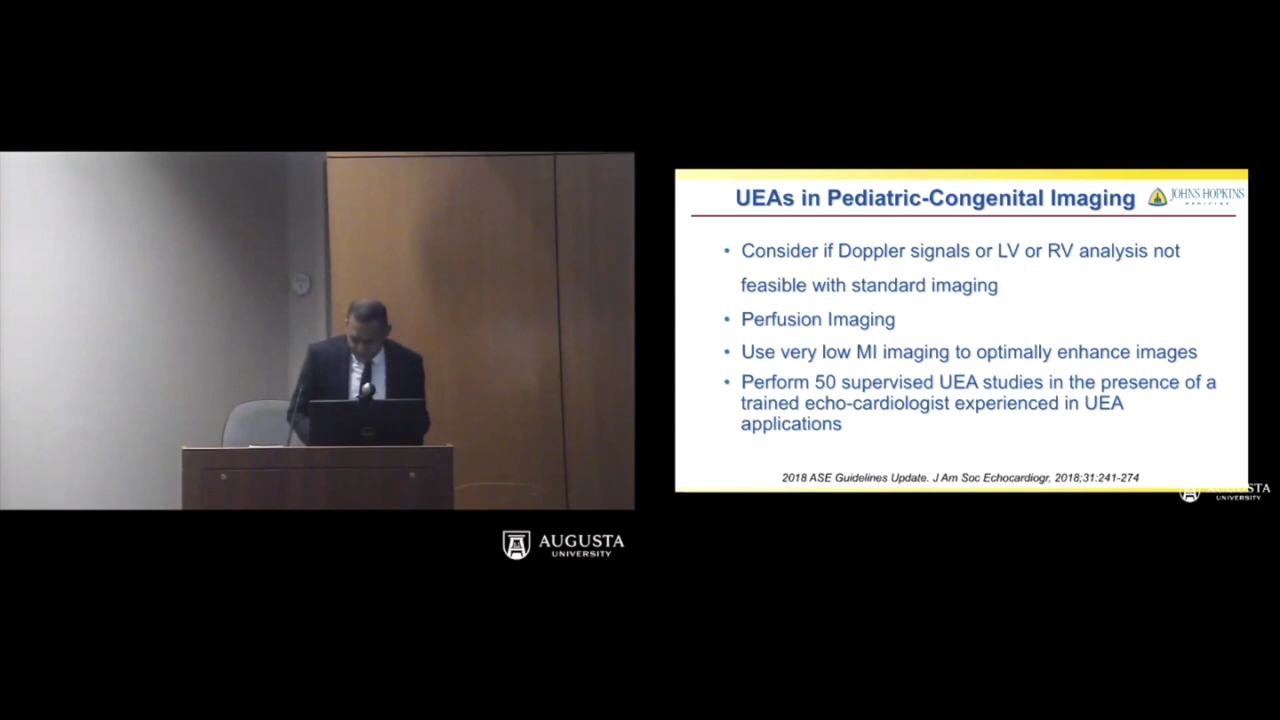 UEAs in Pediatric-Congenital Imaging
JOHNS HOPKINS
MEDICINE
• Consider if Doppler signals or LV or RV analysis not
feasible with standard imaging
• Perfusion Imaging
• Use very low MI imaging to optimally enhance images
• Perform 50 supervised UEA studies in the presence of a
trained echo-cardiologist experienced in UEA
applications
2018 ASE Guidelines Update. J Am Soc Echocardiogr, 2018;31:241-274
AUGUSTA
UNIVERSITY
AUGUSTA
UNIVERSITY